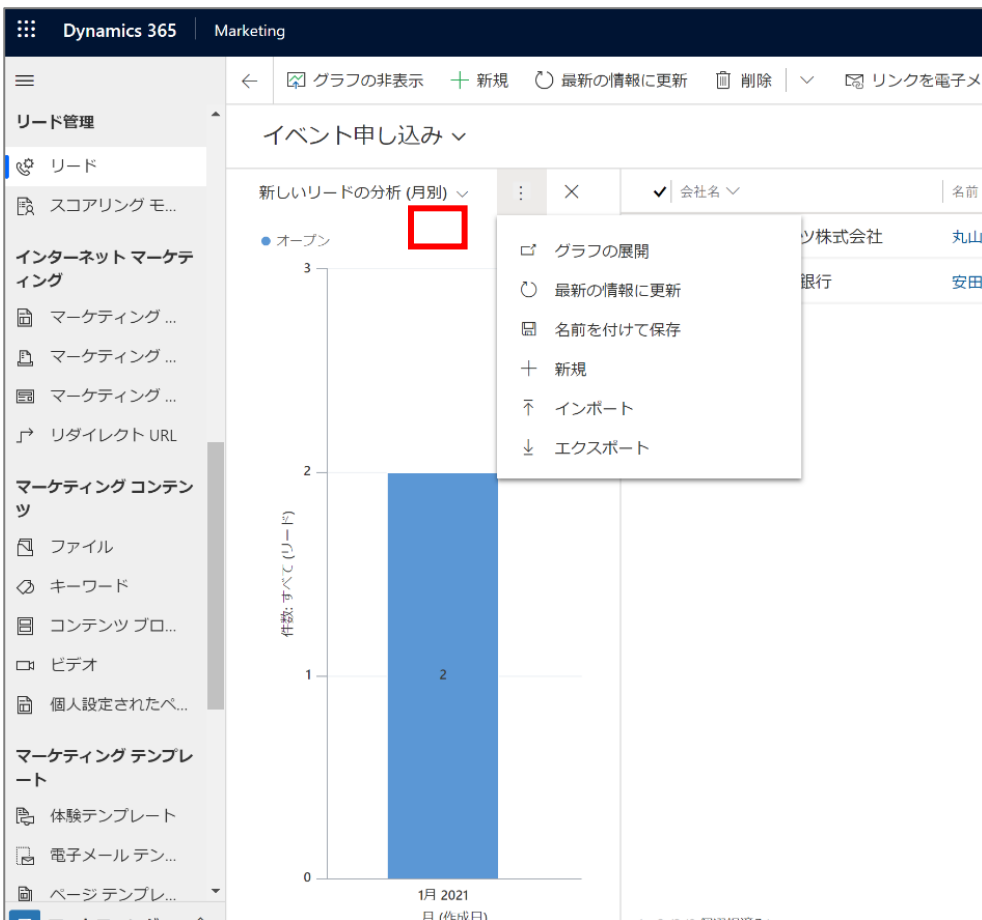 Dynamics 365 Marketing
グラフの非表示 新規 最新の情報に更新 削除 リンクを電子メ
リード管理
リード
スコアリング モ...
インターネット マーケテ
ィング
マーケティング ...
マーケティング ...
マーケティング ...
リダイレクト URL
マーケティング コンテン
ツ
ファイル
キーワード
コンテンツ ブロ...
ビデオ
個人設定されたペ...
マーケティング テンプレ
ート
体験テンプレート
電子メール テン...
ページ テンプレ...
イベント申し込み
新しいリードの分析 (月別)
オープン
グラフの展開
最新の情報に更新
名前を付けて保存
新規
インポート
エクスポート
会社名 名前
ツ株式会社 丸山
銀行 安田
3
2
1
0
件数: すべて (リード)
2
1月 2021
月 (作成日)